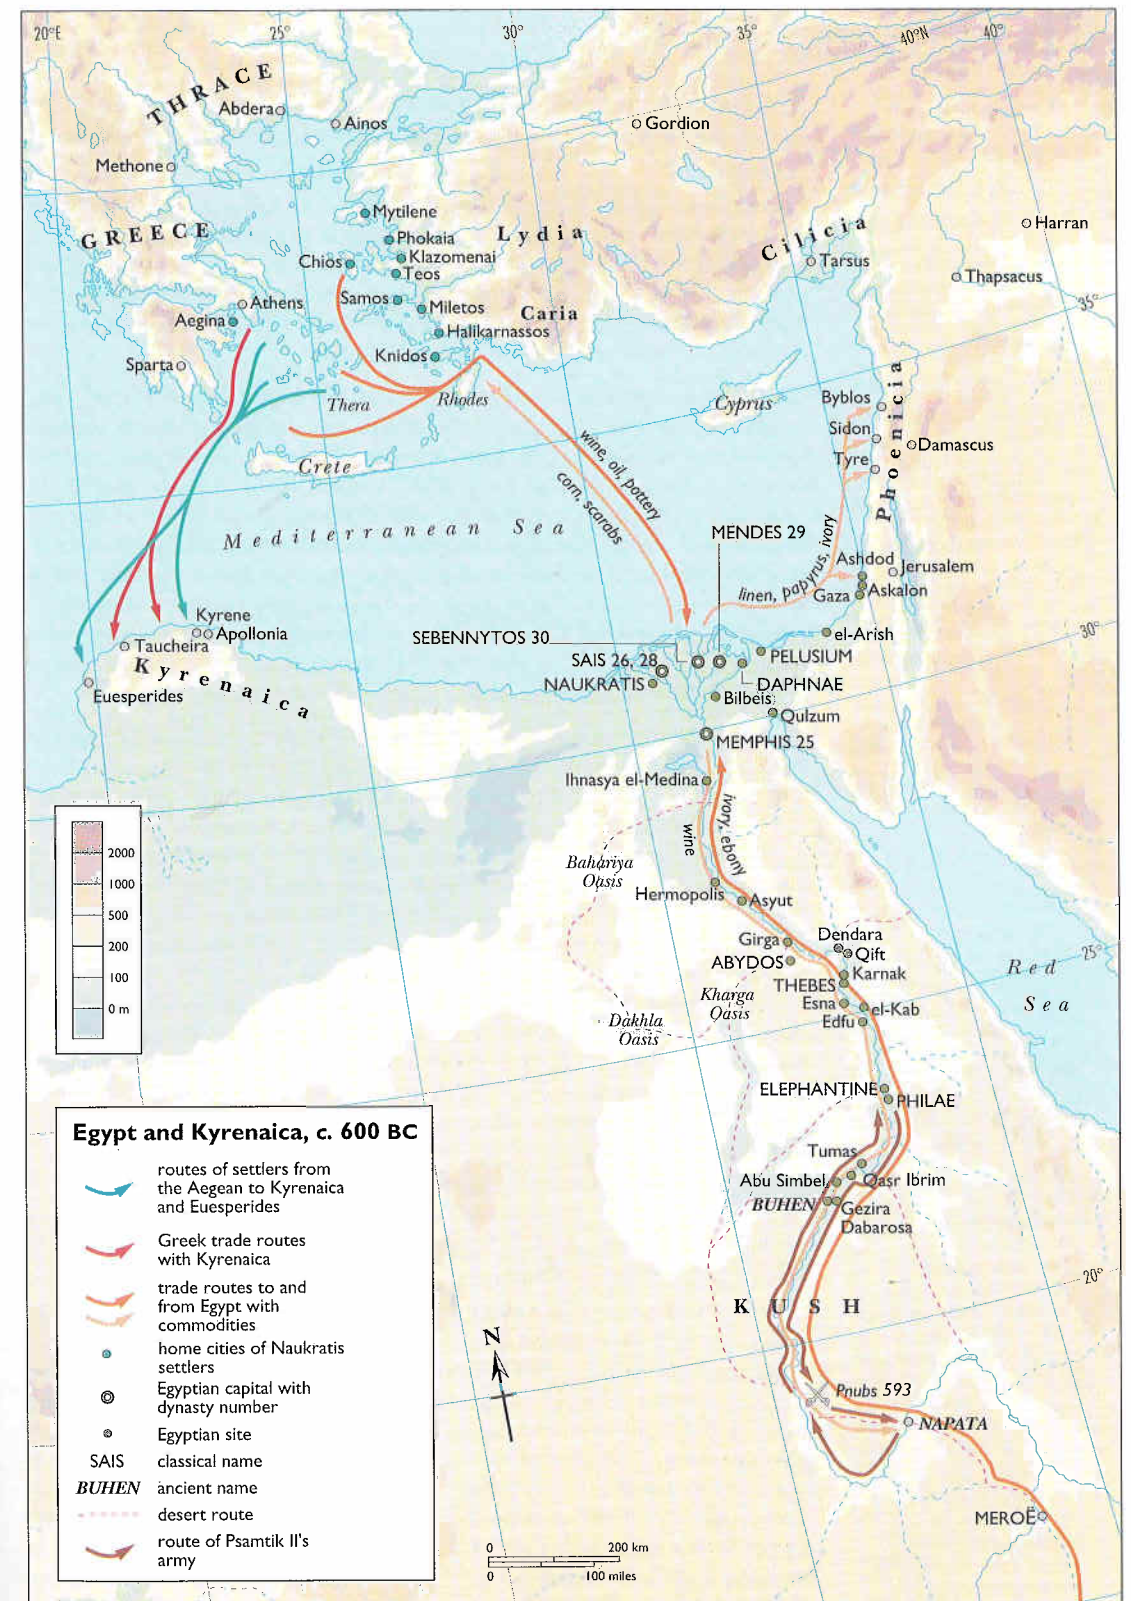 20°E
25°
30°
35°
40°N
40°
THRACE
Abdera
Ainos
Gordion
Methone
Mytilene
GREECE
Phokaia
Lydia
Cilicia
Harran
Klazomenai
Chios
Teos
Tarsus
Thapsacus
Athens
Samos
Miletos
Caria
35°
Aegina
Halikarnassos
Sparta
Knidos
Thera
Rhodes
Cyprus
Byblos
Phoenicia
Sidon
Damascus
Tyre
Crete
wine, oil, pottery
corn, scarabs
Mediterranean Sea
MENDES 29
linen, papyrus, ivory
Ashdod
Jerusalem
Gaza
Askalon
Kyrene
Apollonia
Taucheira
SEBENNYTOS 30
el-Arish
30°
Kyrenaica
SAIS 26, 28
PELUSIUM
NAUKRATIS
DAPHNAE
Euesperides
Bilbeis
Qulzum
MEMPHIS 25
Ihnasya el-Medina
ivory, ebony
wine
2000
1000
500
200
100
0 m
Bahariya
Oasis
Hermopolis
Asyut
Girga
Dendara
Qift
ABYDOS
Karnak
25°
Red
Sea
THEBES
Kharga
Oasis
Esna
el-Kab
Edfu
Dakhla
Oasis
ELEPHANTINE
PHILAE
Tumas
Abu Simbel
Qasr Ibrim
BUHEN
Gezira
Dabarosa
20°
KUSH
N
Pnubs 593
NAPATA
MEROË
Egypt and Kyrenaica, c. 600 BC
routes of settlers from
the Aegean to Kyrenaica
and Euesperides
Greek trade routes
with Kyrenaica
trade routes to and
from Egypt with
commodities
home cities of Naukratis
settlers
Egyptian capital with
dynasty number
Egyptian site
SAIS classical name
BUHEN ancient name
desert route
route of Psamtik II's
army
0 200 km
0 100 miles